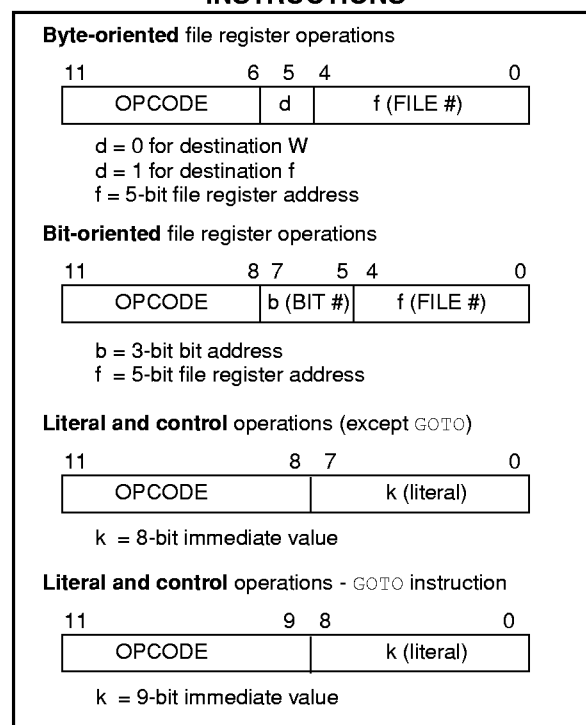 INSTRUCTIONS
Byte-oriented file register operations
11 6 5 4 0
OPCODE d f (FILE #)
d = 0 for destination W
d = 1 for destination f
f = 5-bit file register address
Bit-oriented file register operations
11 8 7 5 4 0
OPCODE b (BIT #) f (FILE #)
b = 3-bit bit address
f = 5-bit file register address
Literal and control operations (except GOTO)
11 8 7 0
OPCODE k (literal)
k = 8-bit immediate value
Literal and control operations - GOTO instruction
11 9 8 0
OPCODE k (literal)
k = 9-bit immediate value